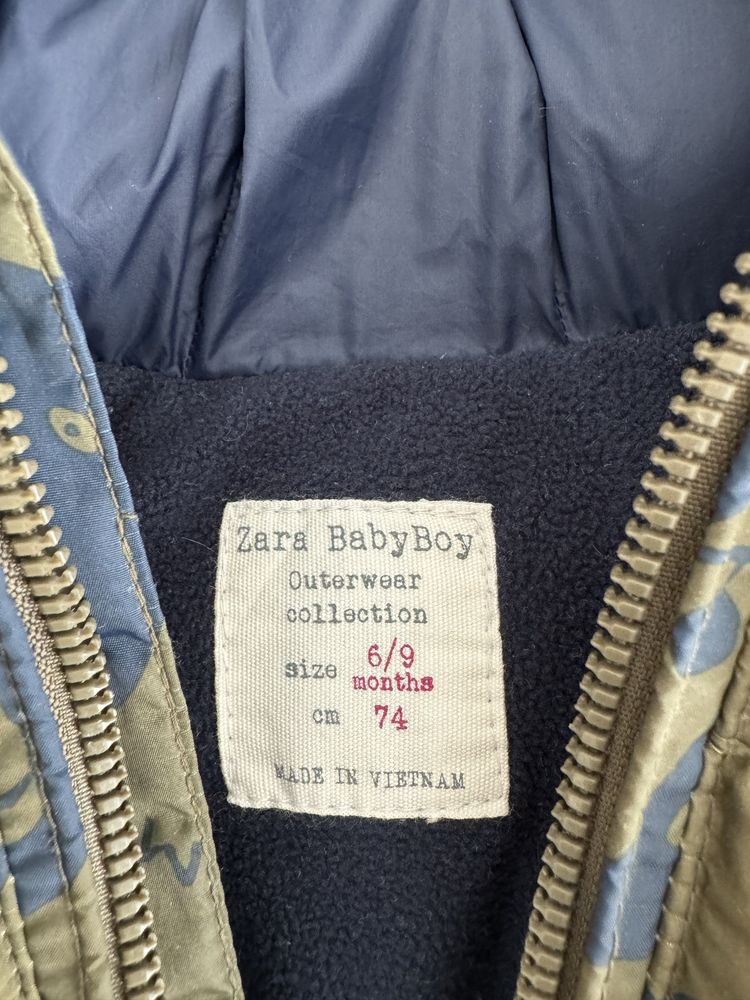 Zara BabyBoy
Outerwear
collection
size 6/9
months
cm 74
MADE IN VIETNAM